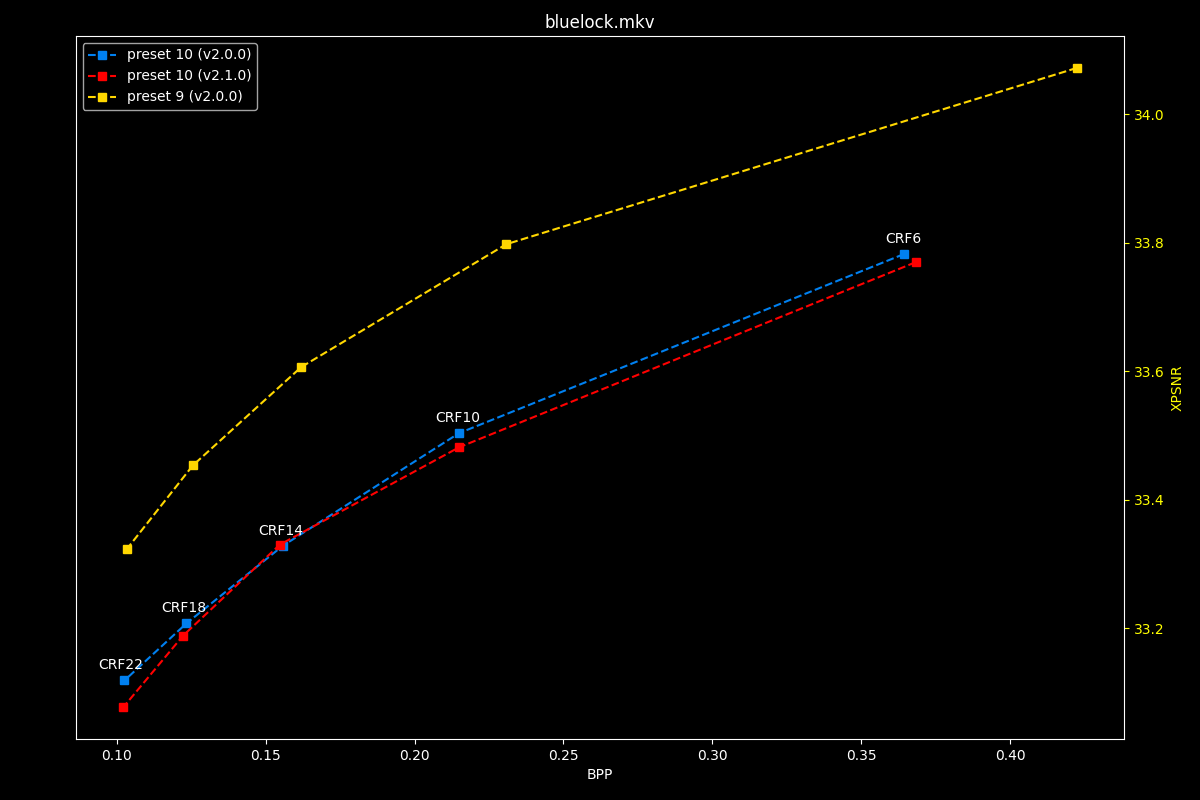 bluelock.mkv
preset 10 (v2.0.0)
preset 10 (v2.1.0)
preset 9 (v2.0.0)
34.0
CRF6
33.8
33.6
XPSNR
CRF10
33.4
CRF14
CRF18
33.2
CRF22
0.10 0.15 0.20 0.25 0.30 0.35 0.40
BPP